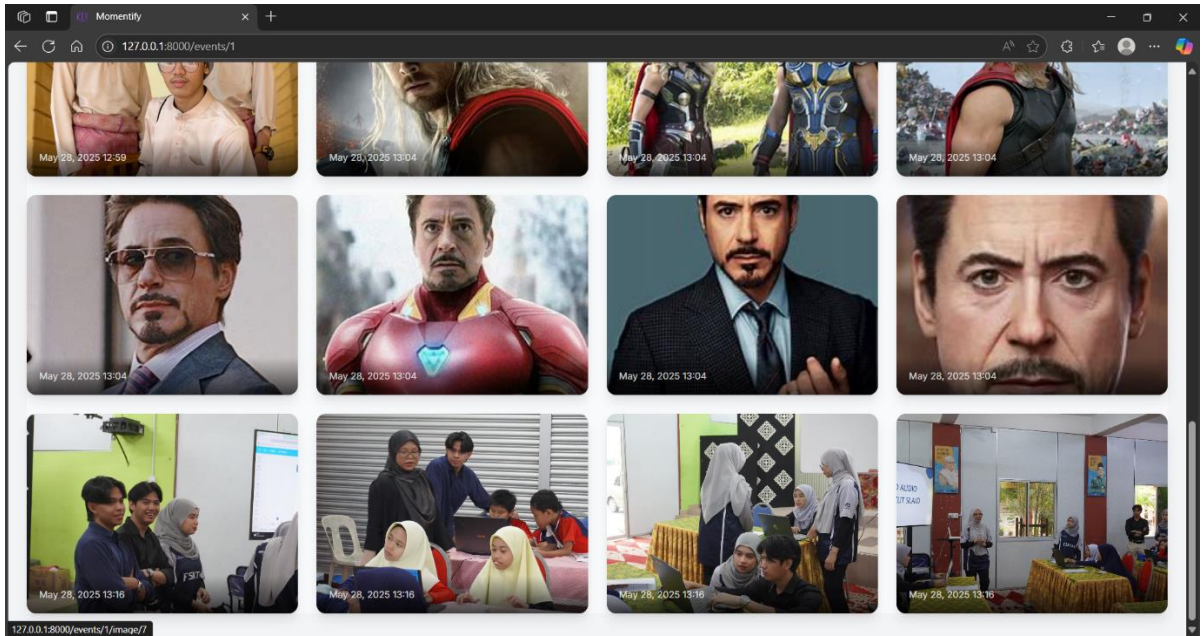 Momentify
127.0.0.1:8000/events/1
May 28, 2025 12:59
May 28, 2025 13:04
May 28, 2025 13:04
May 28, 2025 13:04
May 28, 2025 13:04
May 28, 2025 13:04
May 28, 2025 13:04
May 28, 2025 13:04
FSIT
AUDIO
SLAID
May 28, 2025 13:16
May 28, 2025 13:16
May 28, 2025 13:16
May 28, 2025 13:16
127.0.0.1:8000/events/1/image/7